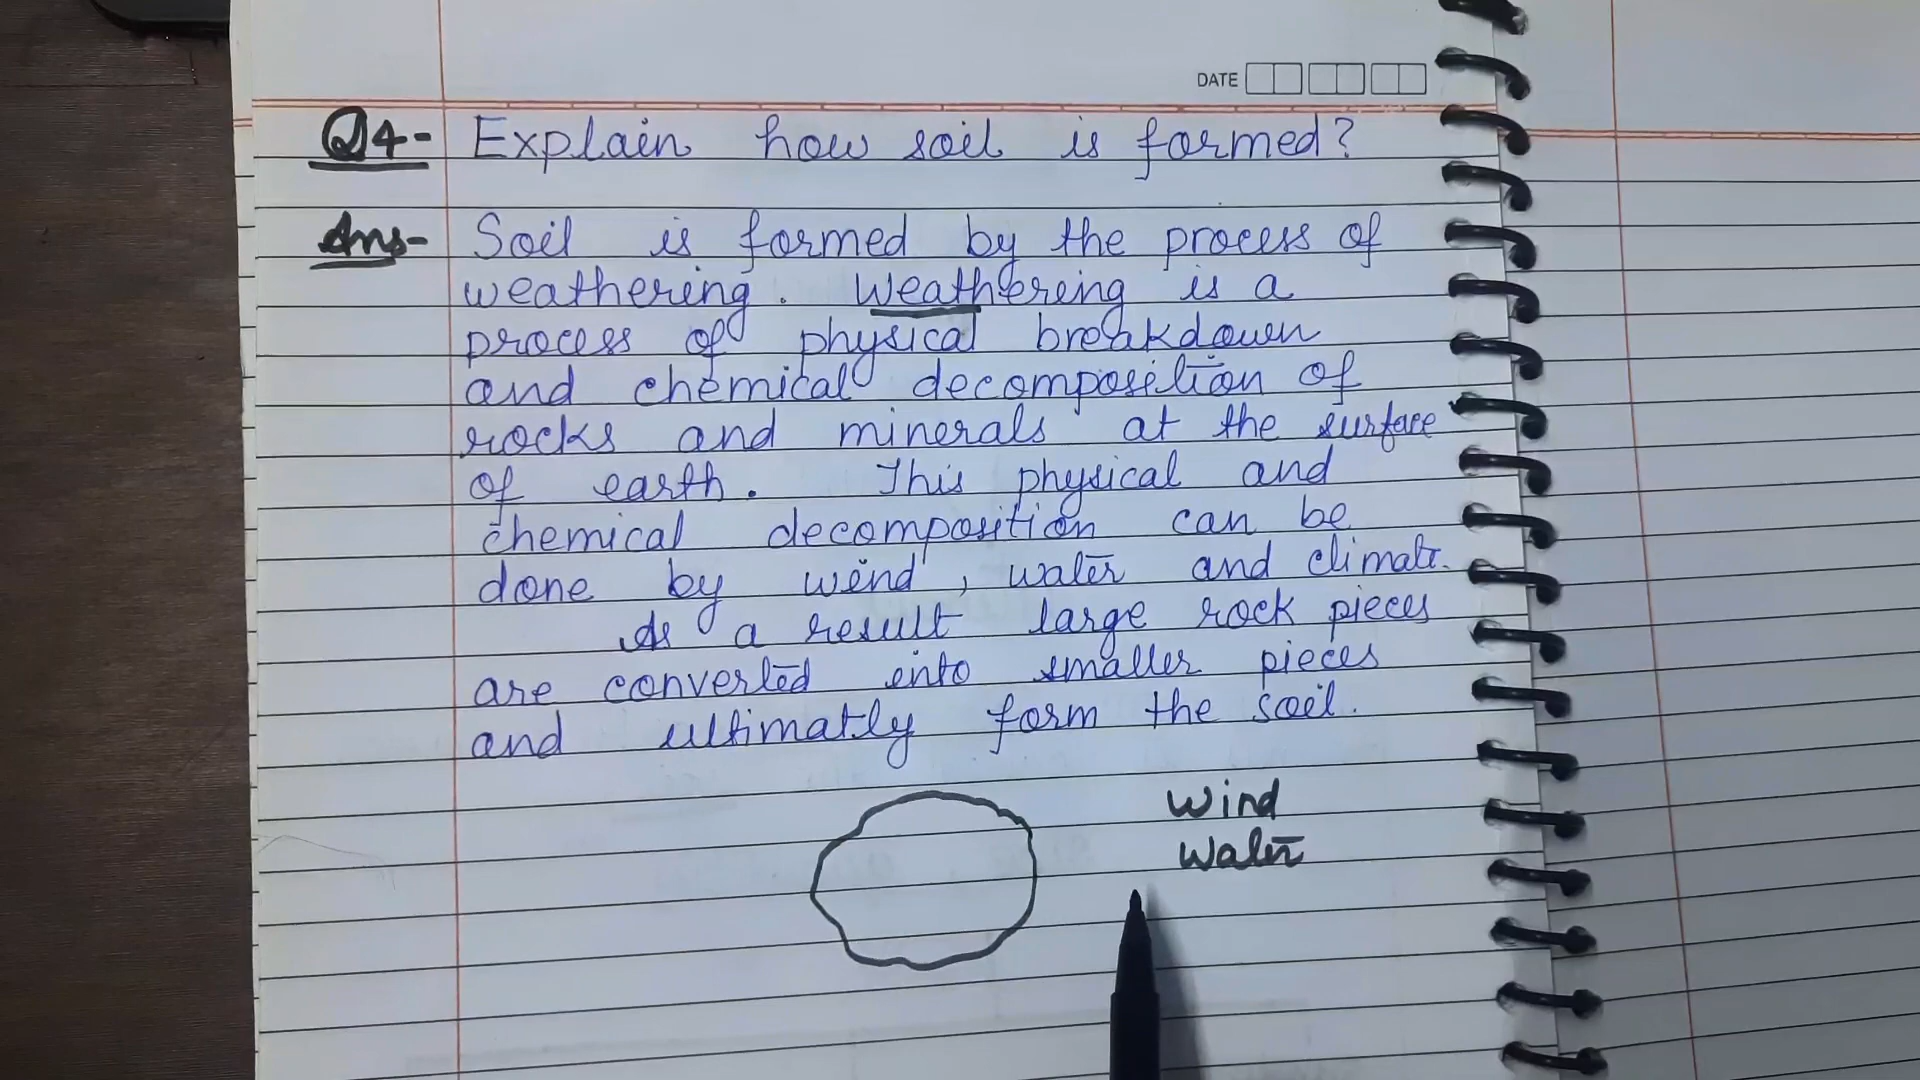 DATE
Q4- Explain how soil is formed?
Ans- Soil is formed by the process of
weathering. Weathering is a
process of physical breakdown
and chemical decomposition of
rocks and minerals at the surface
of earth. This physical and
chemical decomposition can be
done by wind, water and climate.
As a result large rock pieces
are converted into smaller pieces
and ultimatly form the soil.
Wind
Water